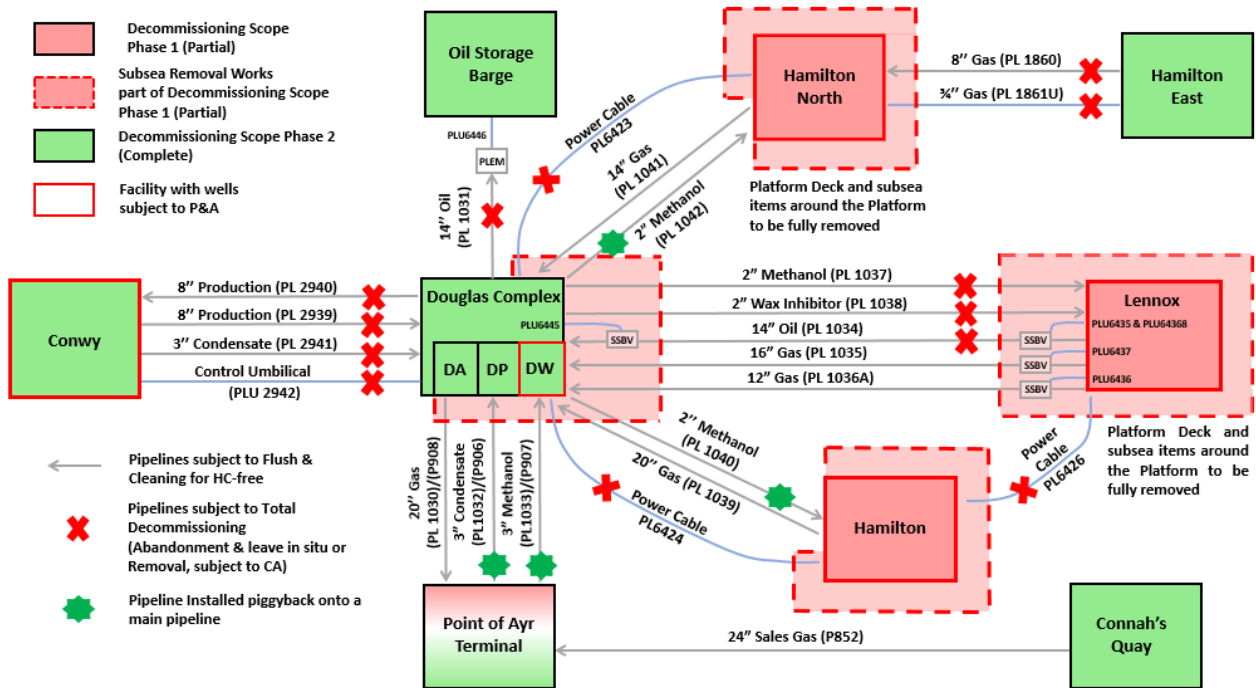 Decommissioning Scope
Phase 1 (Partial)
Subsea Removal Works
part of Decommissioning Scope
Phase 1 (Partial)
Decommissioning Scope Phase 2
(Complete)
Facility with wells
subject to P&A
Oil Storage
Barge
PLU6446
PLEM
14’’ Oil
(PL 1031)
Power Cable
PL6423
14’’ Gas
(PL 1041)
2’’ Methanol
(PL 1042)
Hamilton
North
8’’ Gas (PL 1860)
¾’’ Gas (PL 1861U)
Hamilton
East
Platform Deck and subsea
items around the Platform
to be fully removed
Conwy
8’’ Production (PL 2940)
8’’ Production (PL 2939)
3’’ Condensate (PL 2941)
Control Umbilical
(PLU 2942)
Douglas Complex
PLU6445
SSBV
DA
DP
DW
2’’ Methanol (PL 1037)
2’’ Wax Inhibitor (PL 1038)
14’’ Oil (PL 1034)
16’’ Gas (PL 1035)
12’’ Gas (PL 1036A)
Lennox
PLU6435 & PLU64368
SSBV
PLU6437
SSBV
PLU6436
SSBV
Platform Deck and
subsea items around
the Platform to be
fully removed
Pipelines subject to Flush &
Cleaning for HC-free
Pipelines subject to Total
Decommissioning
(Abandonment & leave in situ or
Removal, subject to CA)
Pipeline Installed piggyback onto a
main pipeline
20’’ Gas
(PL 1030)/(P908)
3’’ Condensate
(PL1032)/(P906)
3’’ Methanol
(PL1033)/(P907)
2’’ Methanol
(PL 1040)
20’’ Gas (PL 1039)
Power Cable
PL6424
Power
Cable
PL6426
Hamilton
Point of Ayr
Terminal
24’’ Sales Gas (P852)
Connah’s
Quay